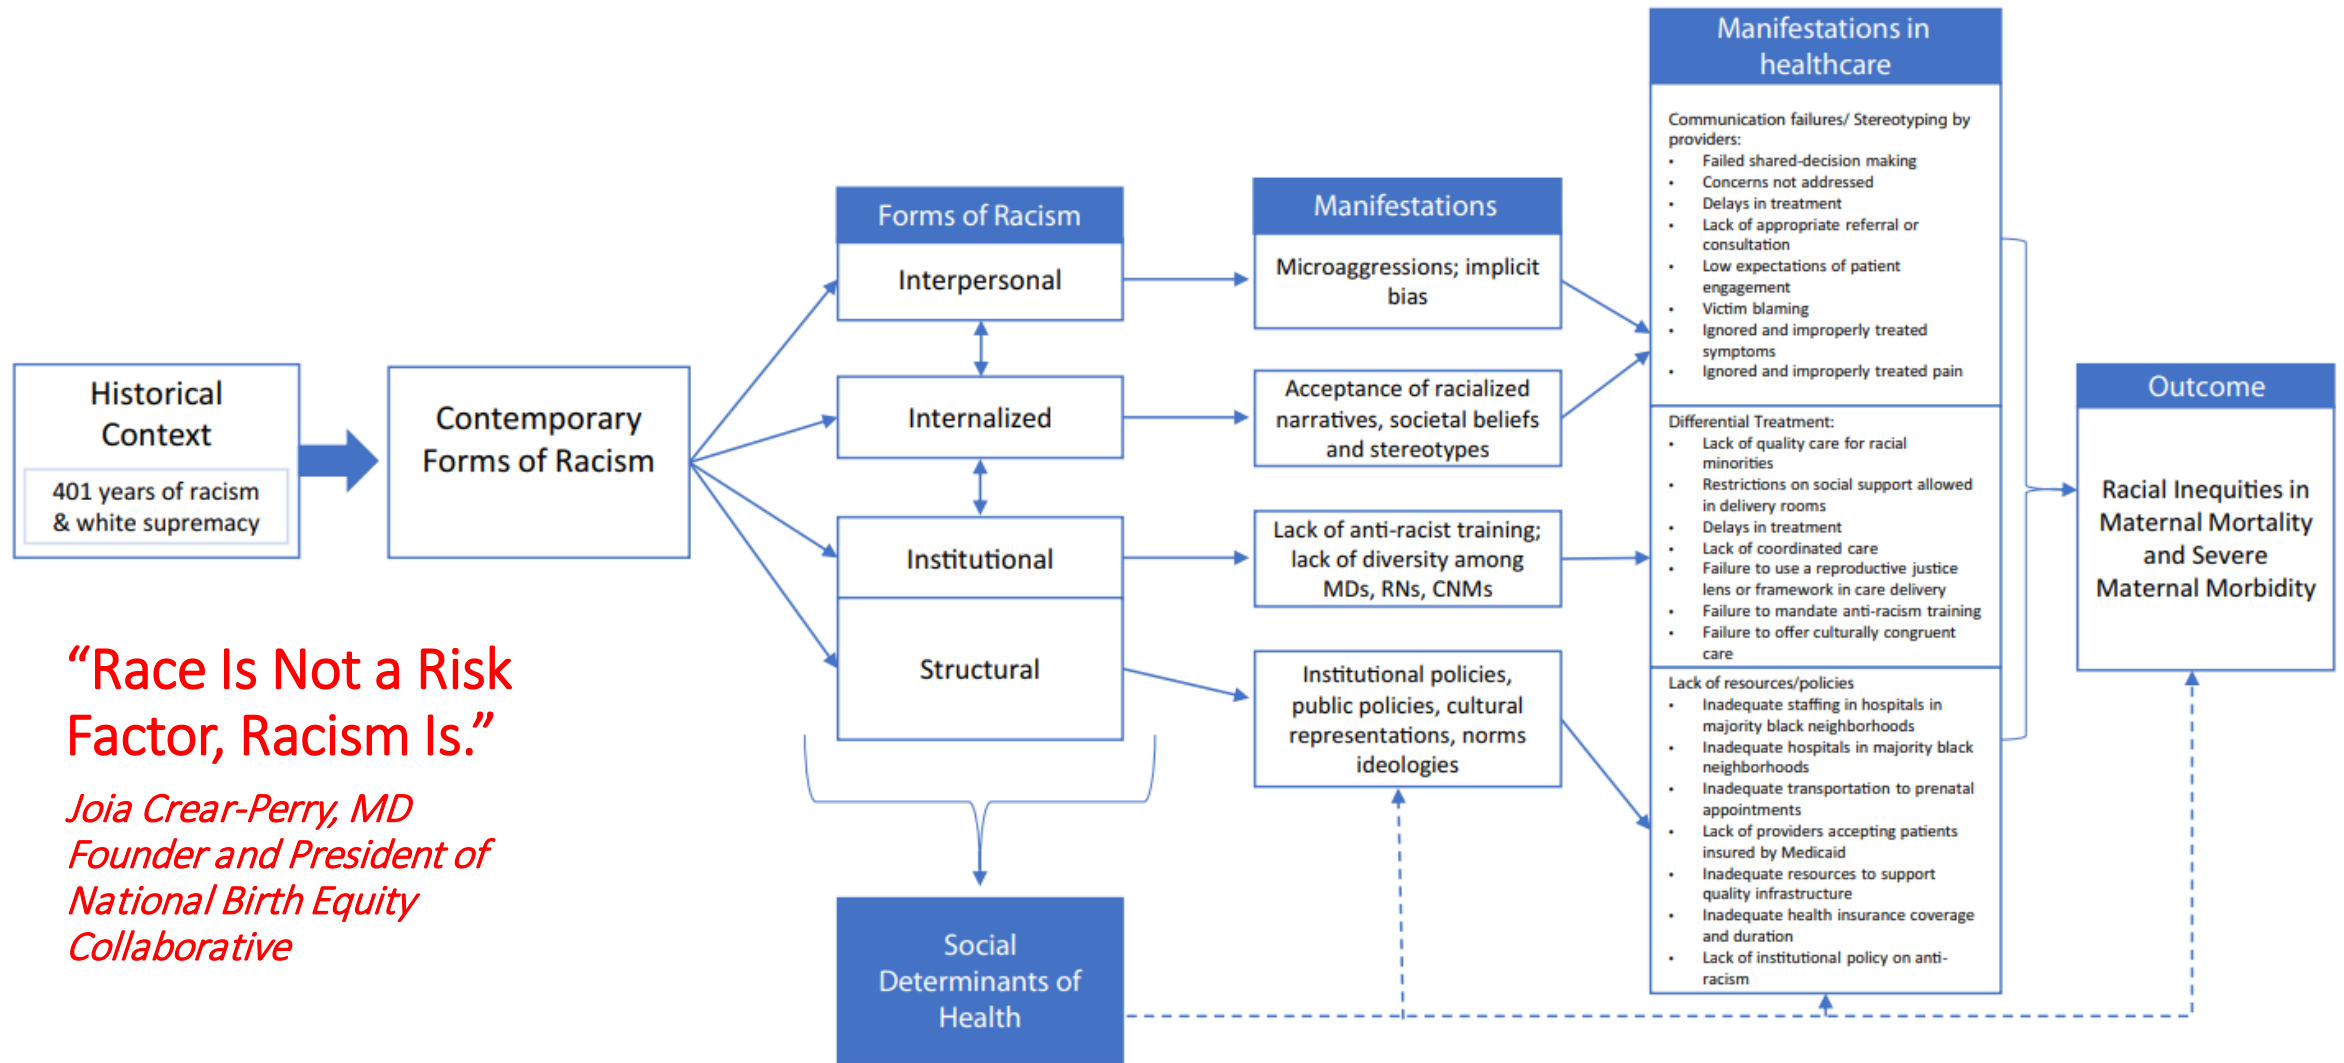 Historical
Context
401 years of racism
& white supremacy
Contemporary
Forms of Racism
Forms of Racism
Interpersonal
Internalized
Institutional
Structural
Manifestations
Microaggressions; implicit
bias
Acceptance of racialized
narratives, societal beliefs
and stereotypes
Lack of anti-racist training;
lack of diversity among
MDs, RNs, CNMs
Institutional policies,
public policies, cultural
representations, norms
ideologies
Manifestations in
healthcare
Communication failures/ Stereotyping by
providers:
• Failed shared-decision making
• Concerns not addressed
• Delays in treatment
• Lack of appropriate referral or
consultation
• Low expectations of patient
engagement
• Victim blaming
• Ignored and improperly treated
symptoms
• Ignored and improperly treated pain
Differential Treatment:
• Lack of quality care for racial
minorities
• Restrictions on social support allowed
in delivery rooms
• Delays in treatment
• Lack of coordinated care
• Failure to use a reproductive justice
lens or framework in care delivery
• Failure to mandate anti-racism training
• Failure to offer culturally congruent
care
Lack of resources/policies
• Inadequate staffing in hospitals in
majority black neighborhoods
• Inadequate hospitals in majority black
neighborhoods
• Inadequate transportation to prenatal
appointments
• Lack of providers accepting patients
insured by Medicaid
• Inadequate resources to support
quality infrastructure
• Inadequate health insurance coverage
and duration
• Lack of institutional policy on anti-
racism
Outcome
Racial Inequities in
Maternal Mortality
and Severe
Maternal Morbidity
Social
Determinants of
Health
“Race Is Not a Risk
Factor, Racism Is.”
Joia Crear-Perry, MD
Founder and President of
National Birth Equity
Collaborative